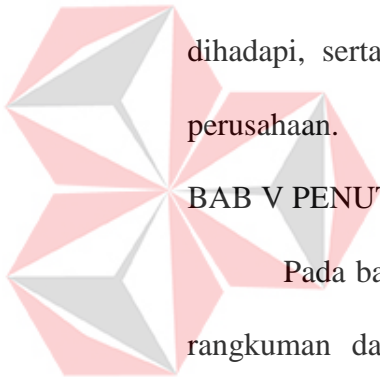 dihadapi, serta
perusahaan.
BAB V PENUT
Pada ba
rangkuman da